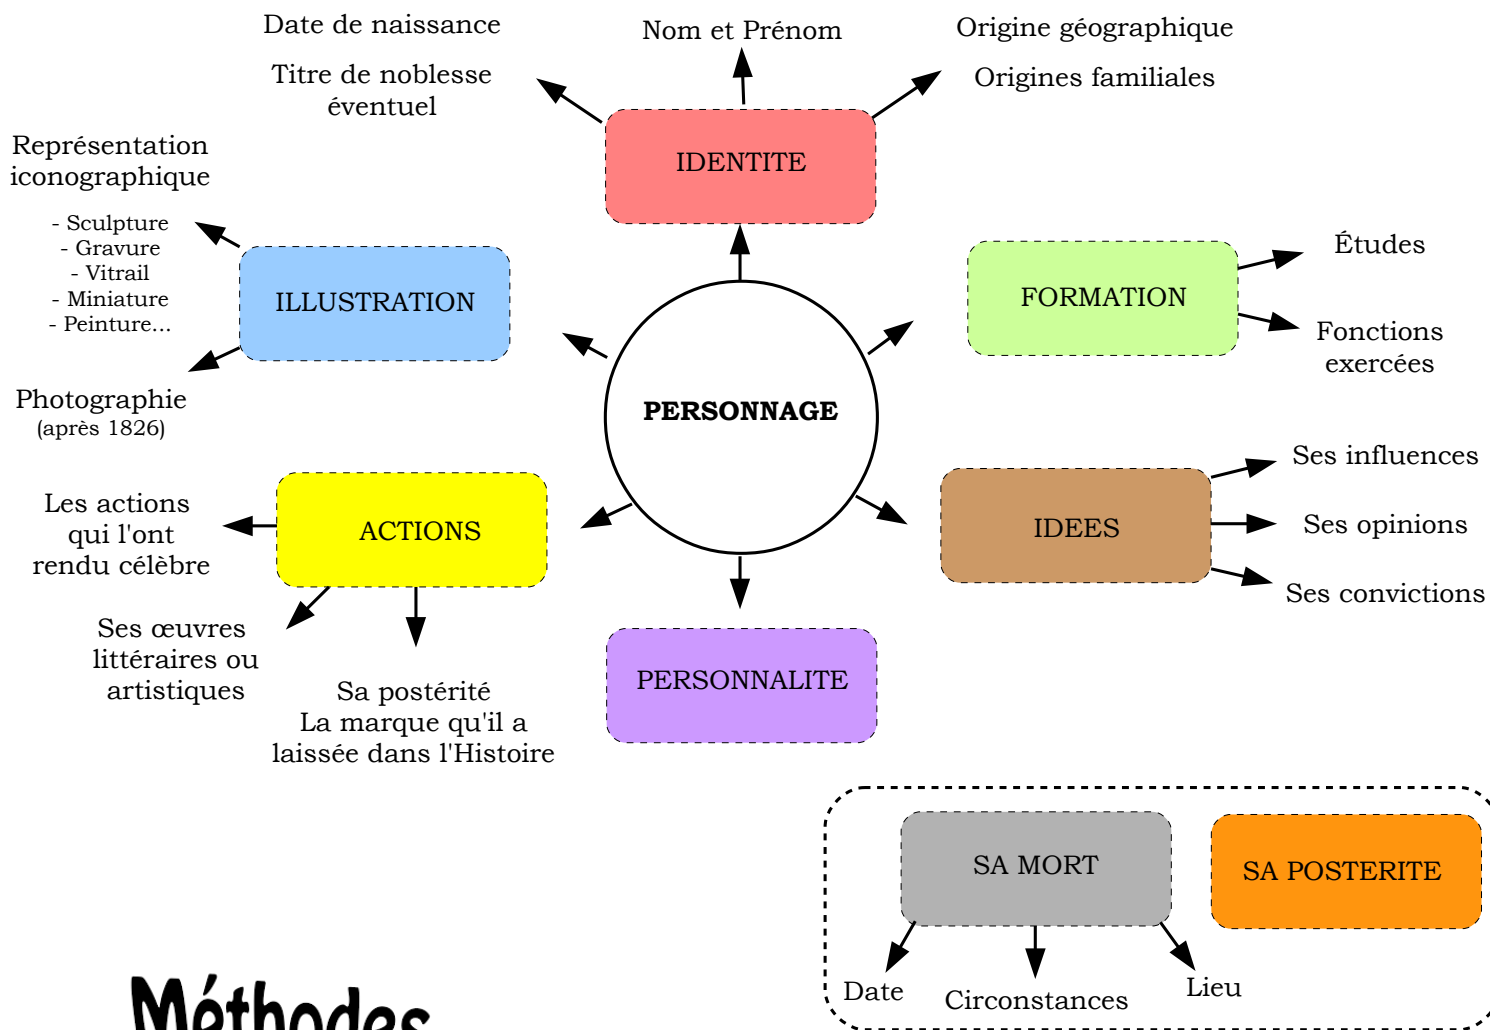 Date de naissance
Titre de noblesse
éventuel
Nom et Prénom
Origine géographique
Origines familiales
IDENTITE
Représentation
iconographique
- Sculpture
- Gravure
- Vitrail
- Miniature
- Peinture...
Photographie
(après 1826)
ILLUSTRATION
FORMATION
Études
Fonctions
exercées
PERSONNAGE
Les actions
qui l'ont
rendu célèbre
ACTIONS
Ses œuvres
littéraires ou
artistiques
Sa postérité
La marque qu'il a
laissée dans l'Histoire
IDEES
Ses influences
Ses opinions
Ses convictions
PERSONNALITE
SA MORT
SA POSTERITE
Date
Circonstances
Lieu
Méthodes